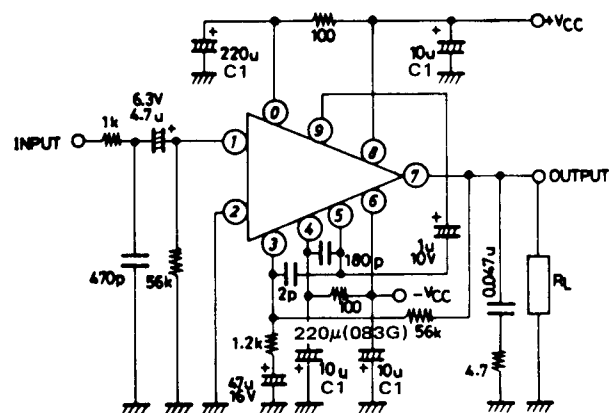 220u
C1
100
10u
C1
+VCC
6.3V
4.7u
1k
INPUT
1
0
9
8
7
OUTPUT
2
3
4
5
6
470p
56k
2p
180p
1u
10V
0.047u
RL
100
-VCC
1.2k
220μ(083G)
56k
47u
16V
10u
C1
10u
C1
4.7